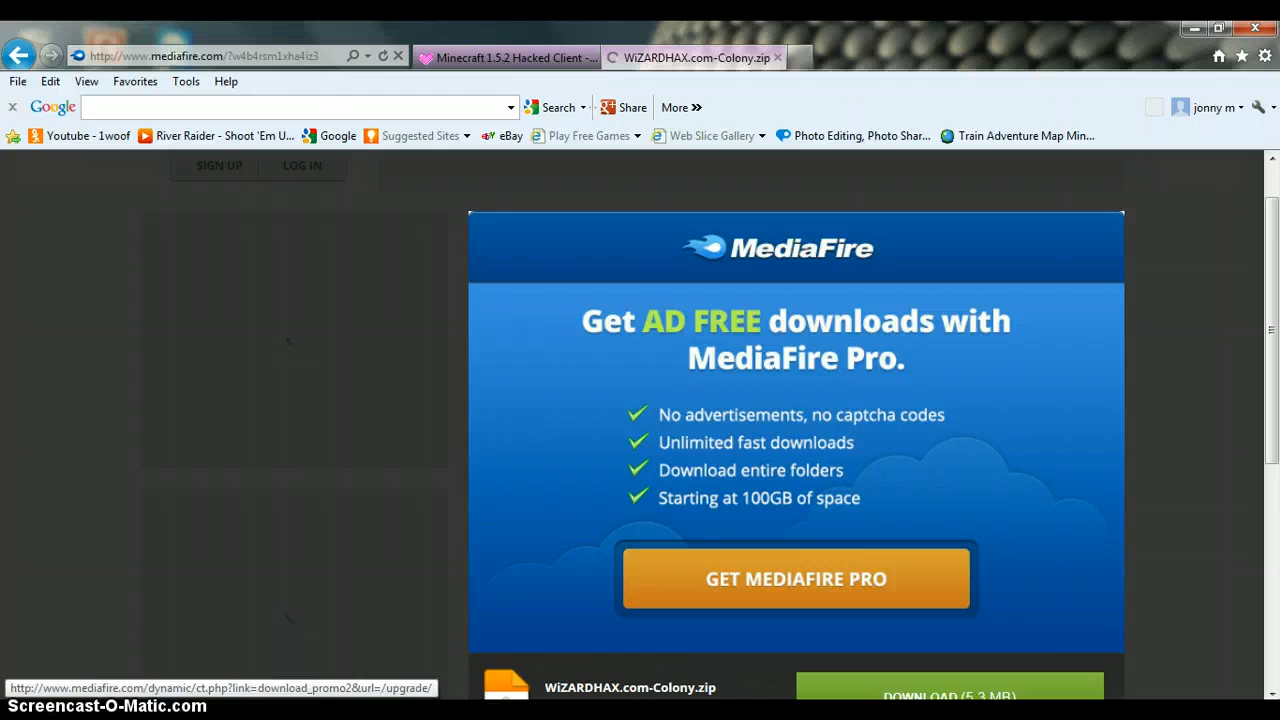 http://www.mediafire.com/?w4b4rsm1xha4iz3
Minecraft 1.5.2 Hacked Client -...
WiZARDHAX.com-Colony.zip
File Edit View Favorites Tools Help
Google Search Share More » jonny m
Youtube - 1woof River Raider - Shoot 'Em U... Google Suggested Sites eBay Play Free Games Web Slice Gallery Photo Editing, Photo Shar... Train Adventure Map Min...
SIGN UP LOG IN
MediaFire
Get AD FREE downloads with
MediaFire Pro.
No advertisements, no captcha codes
Unlimited fast downloads
Download entire folders
Starting at 100GB of space
GET MEDIAFIRE PRO
WiZARDHAX.com-Colony.zip
DOWNLOAD (5.3 MB)
http://www.mediafire.com/dynamic/ct.php?link=download_promo2&url=/upgrade/
Screencast-O-Matic.com